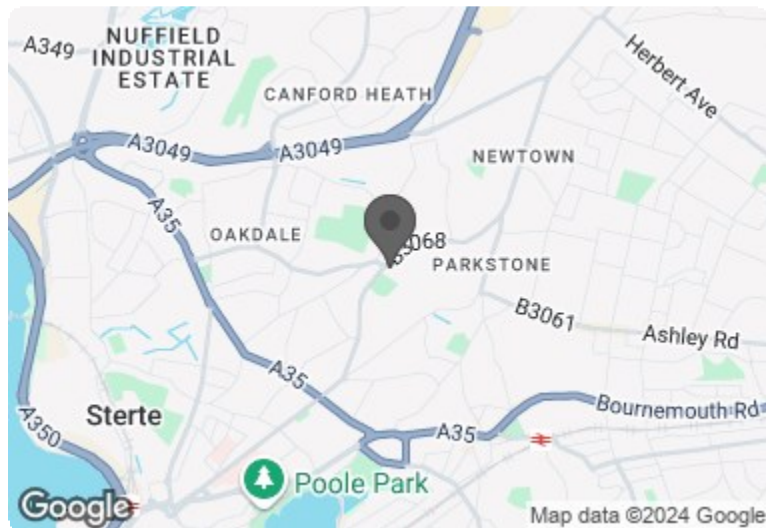 A349
NUFFIELD
INDUSTRIAL
ESTATE
Herbert Ave
CANFORD HEATH
A3049
A3049
NEWTOWN
A35
OAKDALE
PARKSTONE
B3061
Ashley Rd
A35
Bournemouth Rd
A350
Sterte
A35
Poole Park
Google
Map data ©2024 Google